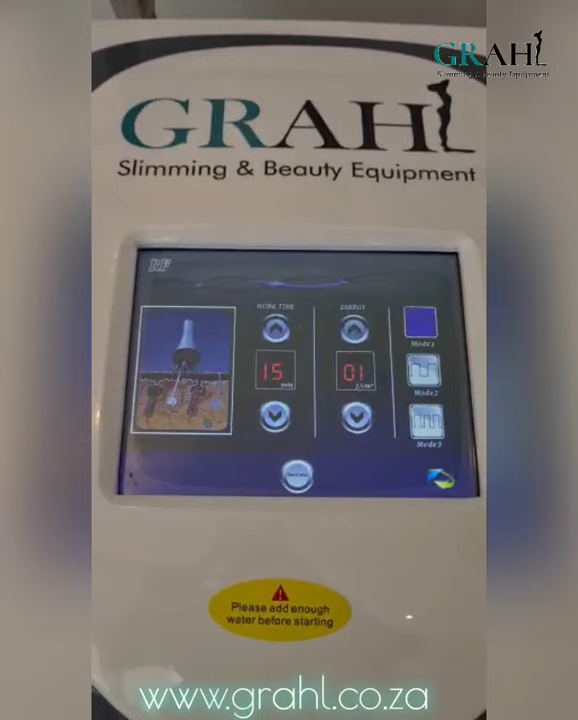 GRAHL
Slimming & Beauty Equipment
GRAHL
Slimming & Beauty Equipment
RF
WORK TIME
ENERGY
15
min
01
J/cm²
Mode1
Mode2
Mode3
Please add enough
water before starting
www.grahl.co.za